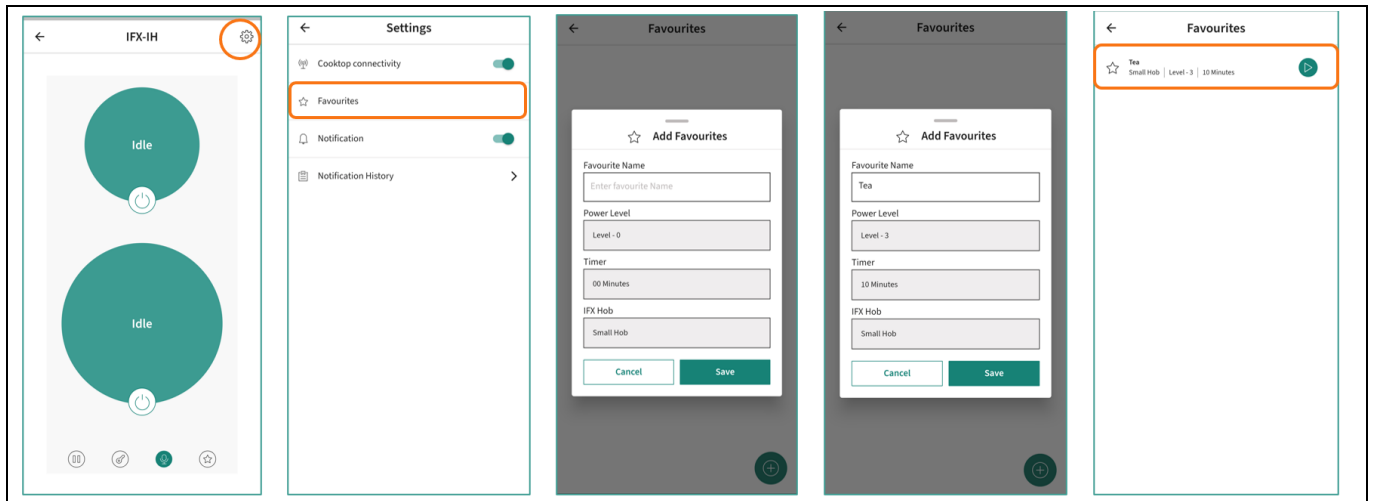 IFX-IH
Idle
Idle
Settings
Cooktop connectivity
Favourites
Notification
Notification History
Favourites
Add Favourites
Favourite Name
Enter favourite Name
Power Level
Level - 0
Timer
00 Minutes
IFX Hob
Small Hob
Cancel Save
Favourites
Add Favourites
Favourite Name
Tea
Power Level
Level - 3
Timer
10 Minutes
IFX Hob
Small Hob
Cancel Save
Favourites
Tea
Small Hob | Level - 3 | 10 Minutes